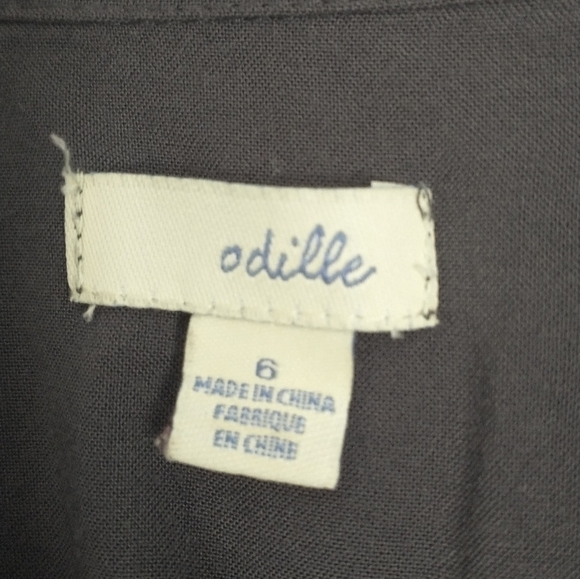 odille
6
MADE IN CHINA
FABRIQUE
EN CHINE